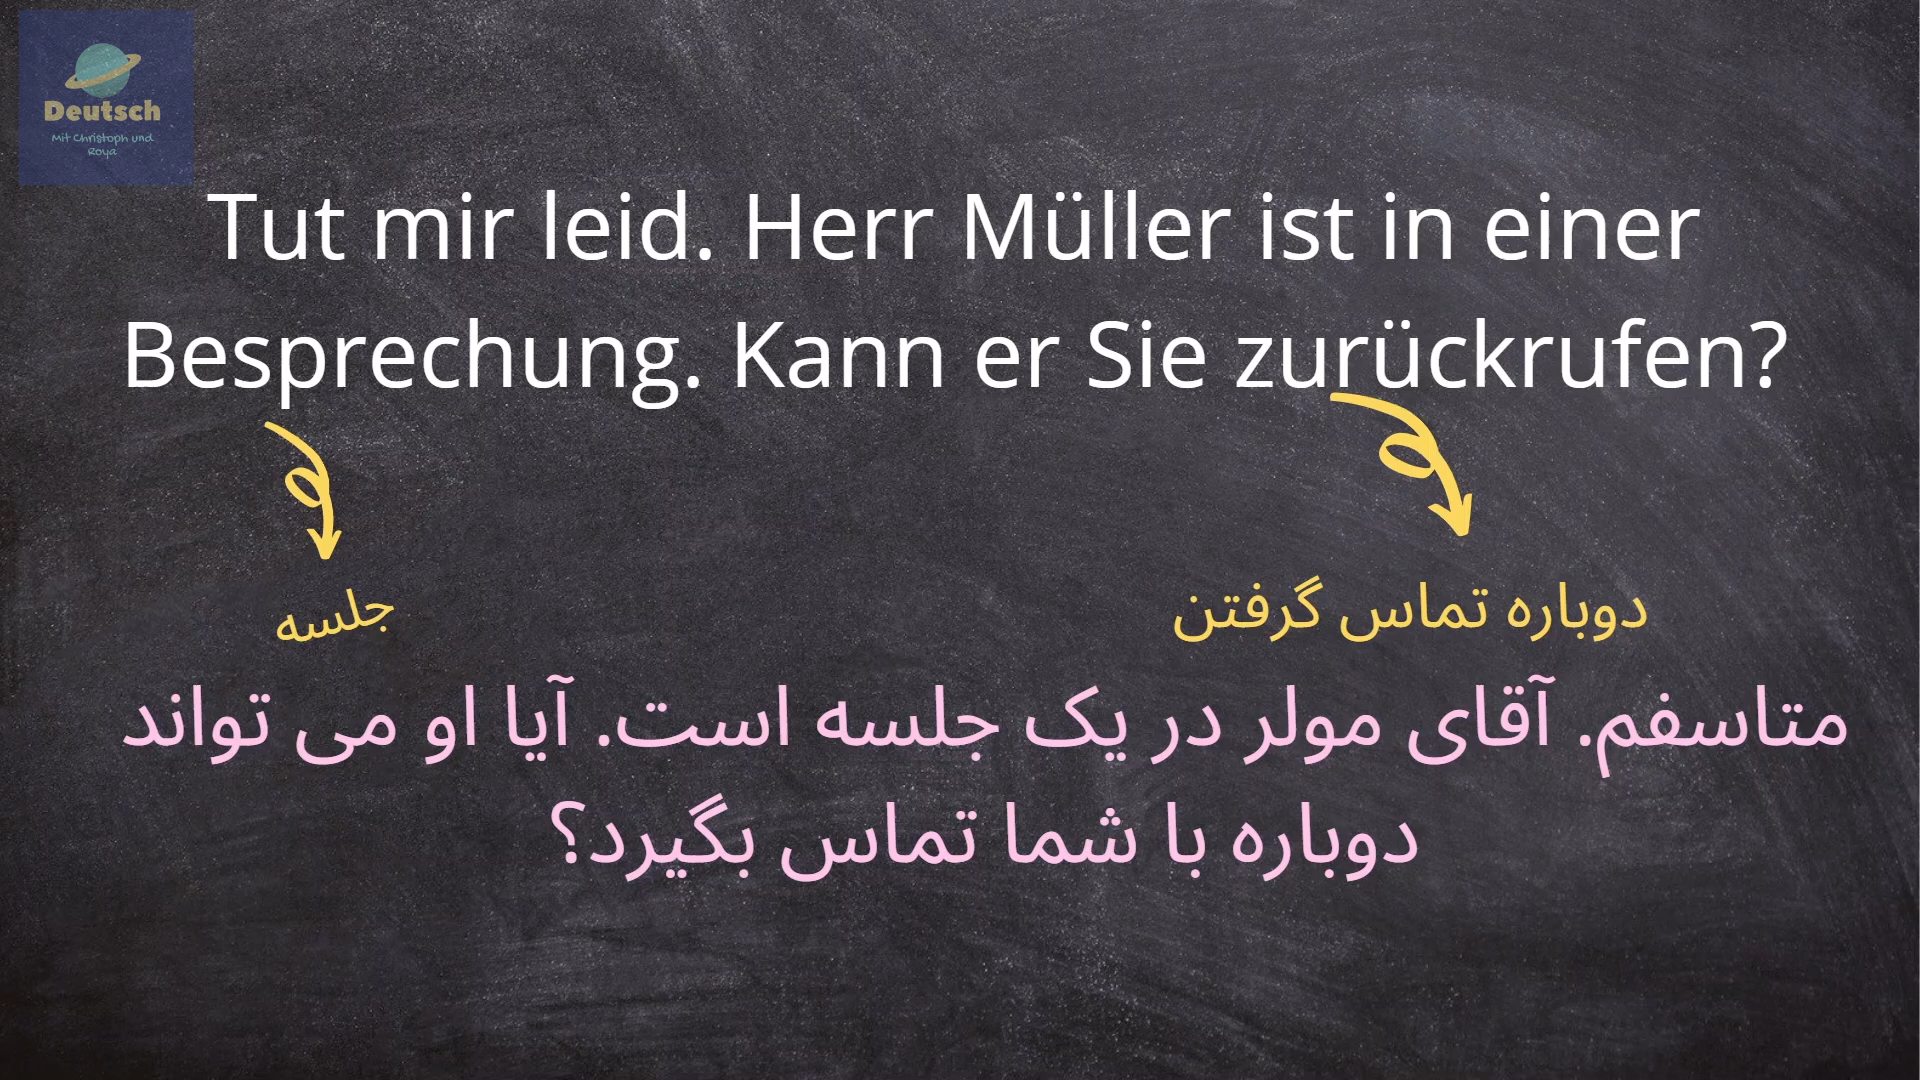 Deutsch
Mit Christoph und
Roya
Tut mir leid. Herr Müller ist in einer
Besprechung. Kann er Sie zurückrufen?
جلسه
دوباره تماس گرفتن
متاسفم. آقای مولر در یک جلسه است. آیا او می تواند
دوباره با شما تماس بگیرد؟